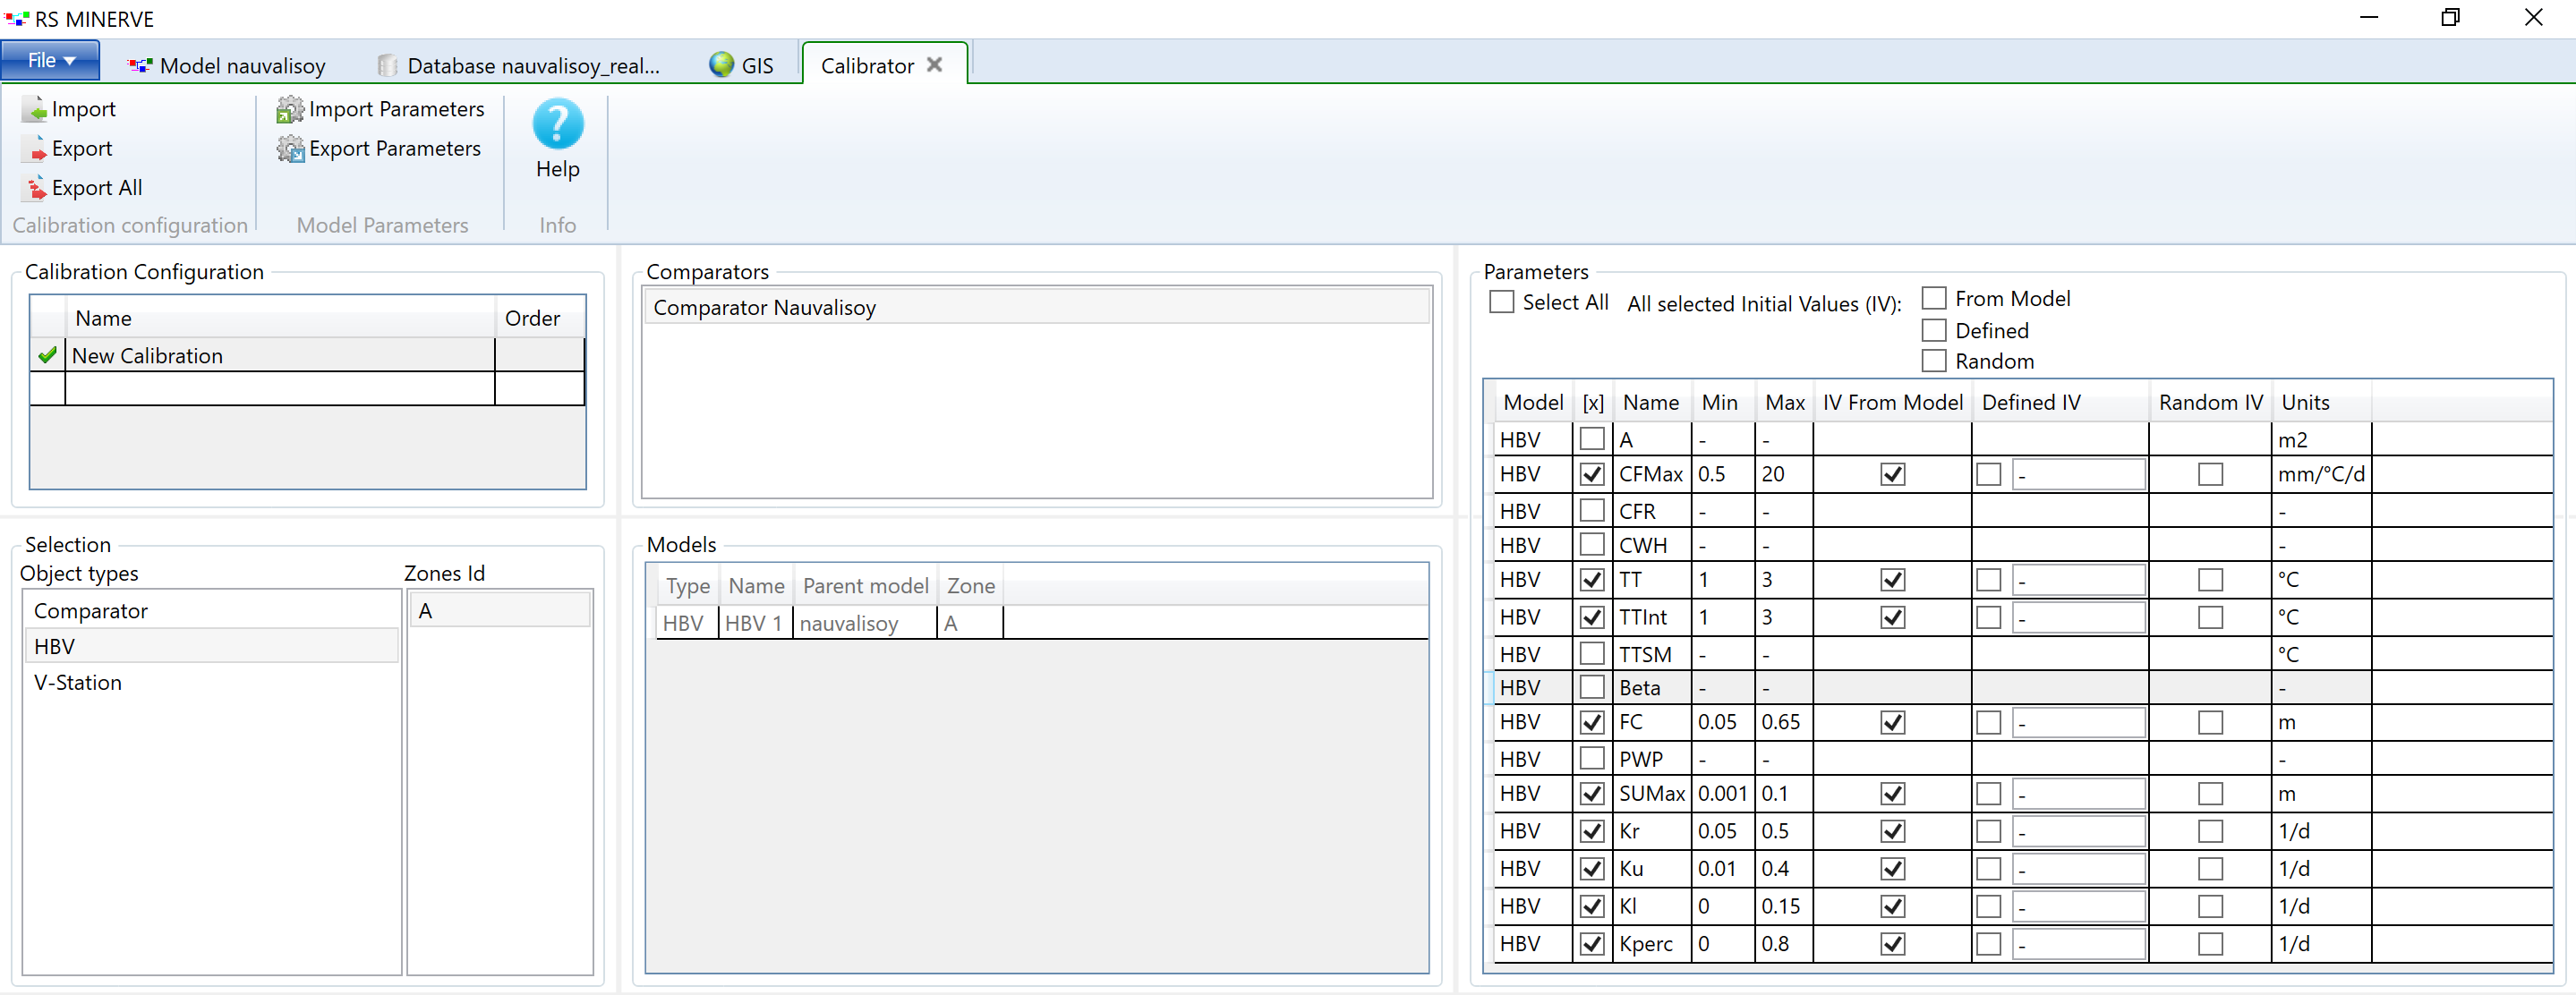 RS MINERVE
File
Model nauvalisoy
Database nauvalisoy_real...
GIS
Calibrator
Import
Export
Export All
Calibration configuration
Import Parameters
Export Parameters
Model Parameters
?
Help
Info
Calibration Configuration
Name Order
New Calibration
Selection
Object types
Comparator
HBV
V-Station
Zones Id
A
Comparators
Comparator Nauvalisoy
Models
Type Name Parent model Zone
HBV HBV 1 nauvalisoy A
Parameters
Select All All selected Initial Values (IV):
From Model
Defined
Random
Model [x] Name Min Max IV From Model Defined IV Random IV Units
HBV A - - m2
HBV CFMax 0.5 20 - mm/°C/d
HBV CFR - - -
HBV CWH - - -
HBV TT 1 3 - °C
HBV TTInt 1 3 - °C
HBV TTSM - - °C
HBV Beta - - -
HBV FC 0.05 0.65 - m
HBV PWP - - -
HBV SUMax 0.001 0.1 - m
HBV Kr 0.05 0.5 - 1/d
HBV Ku 0.01 0.4 - 1/d
HBV Kl 0 0.15 - 1/d
HBV Kperc 0 0.8 - 1/d